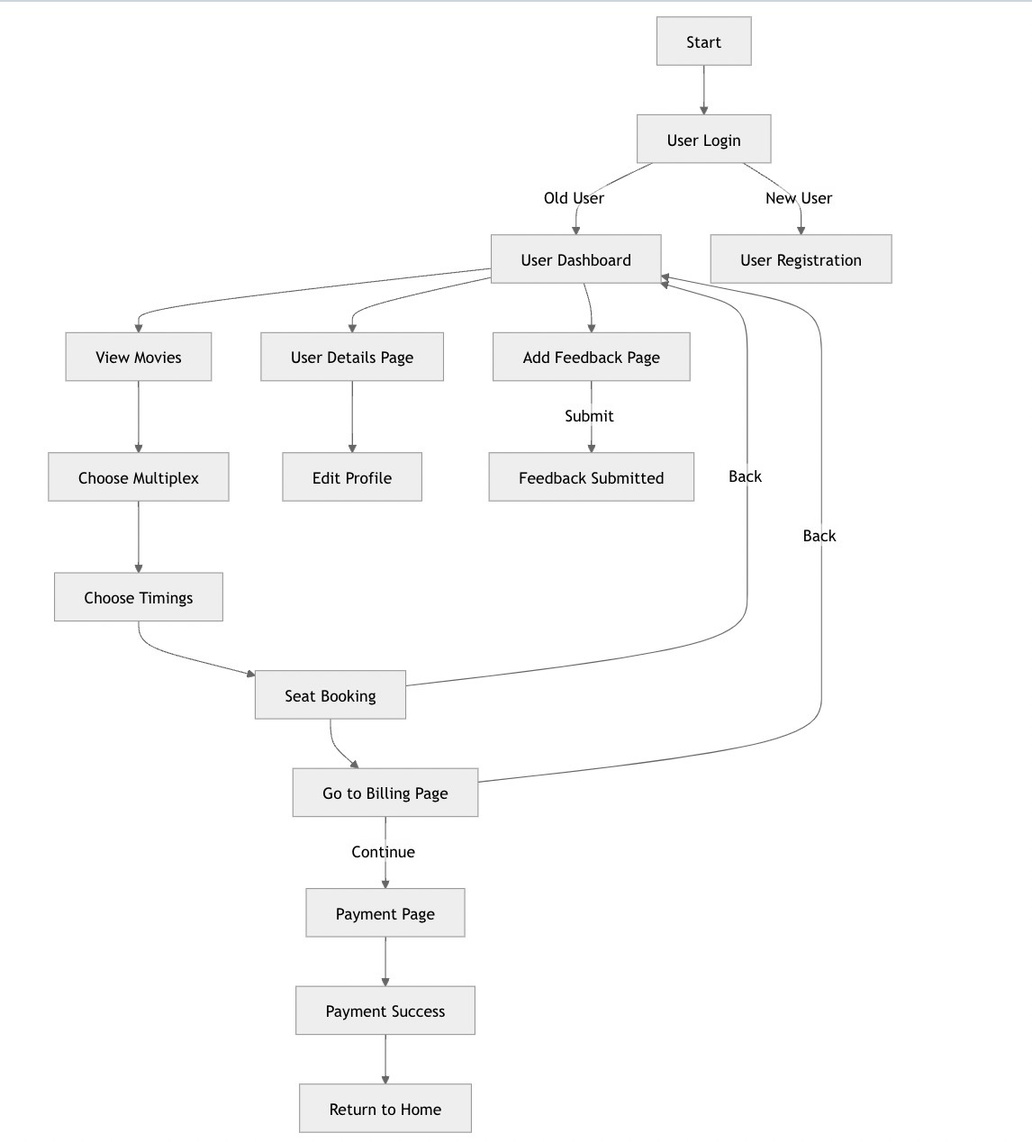 Start
User Login
Old User
New User
User Dashboard
User Registration
View Movies
User Details Page
Add Feedback Page
Submit
Choose Multiplex
Edit Profile
Feedback Submitted
Back
Back
Choose Timings
Seat Booking
Go to Billing Page
Continue
Payment Page
Payment Success
Return to Home